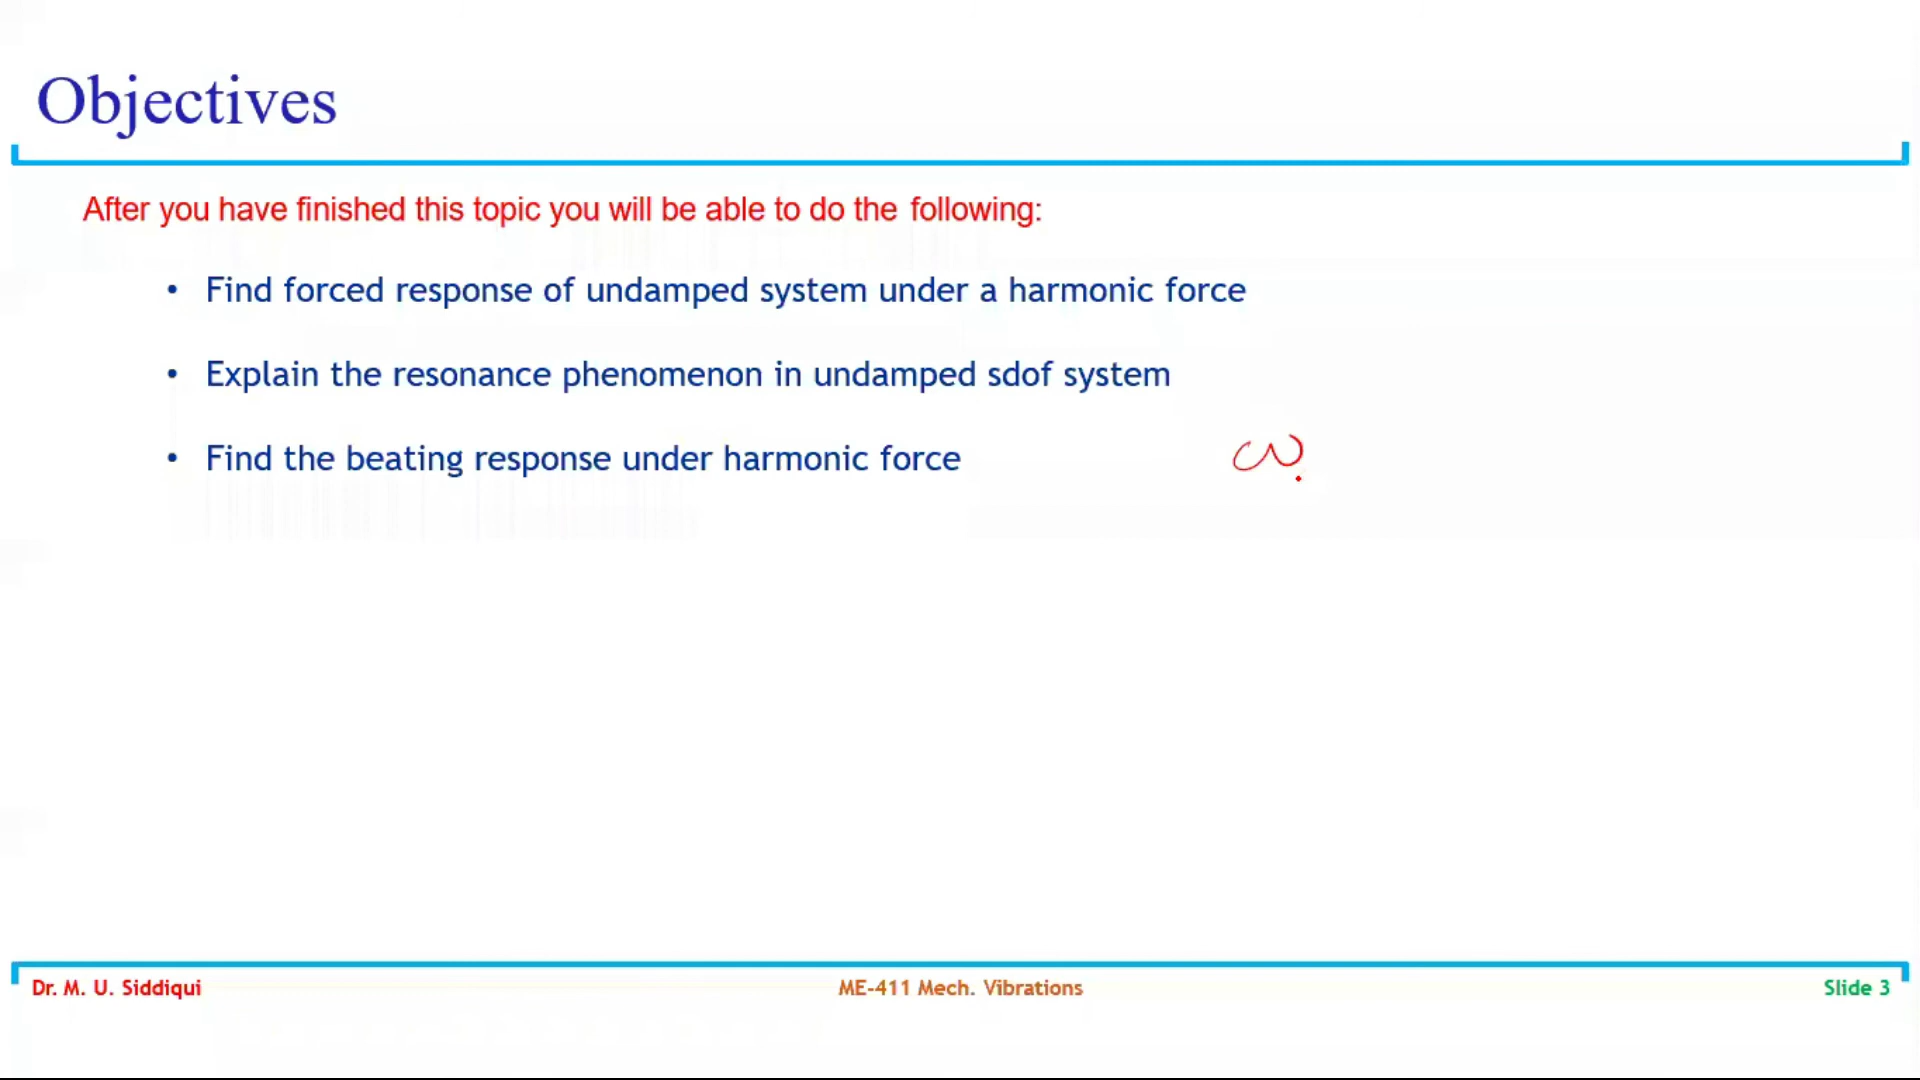 Objectives
After you have finished this topic you will be able to do the following:
• Find forced response of undamped system under a harmonic force
• Explain the resonance phenomenon in undamped sdof system
• Find the beating response under harmonic force
ω
Dr. M. U. Siddiqui
ME-411 Mech. Vibrations
Slide 3